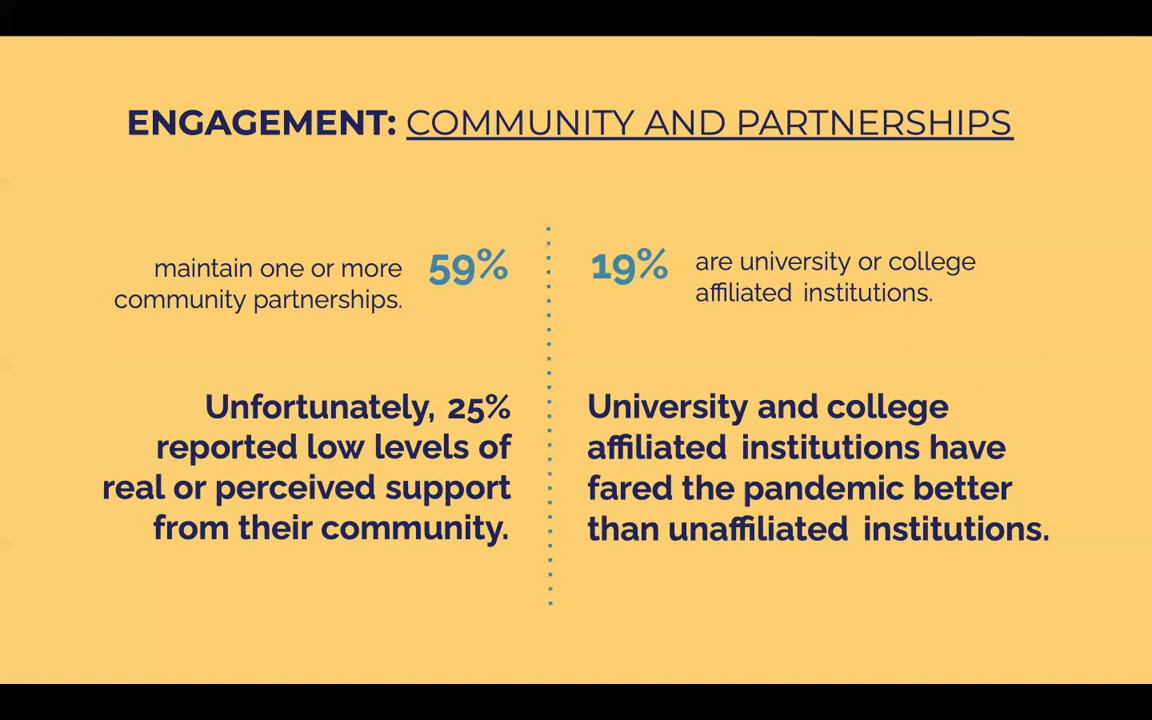 ENGAGEMENT: COMMUNITY AND PARTNERSHIPS
maintain one or more
community partnerships.
59%
Unfortunately, 25%
reported low levels of
real or perceived support
from their community.
19%
are university or college
affiliated institutions.
University and college
affiliated institutions have
fared the pandemic better
than unaffiliated institutions.